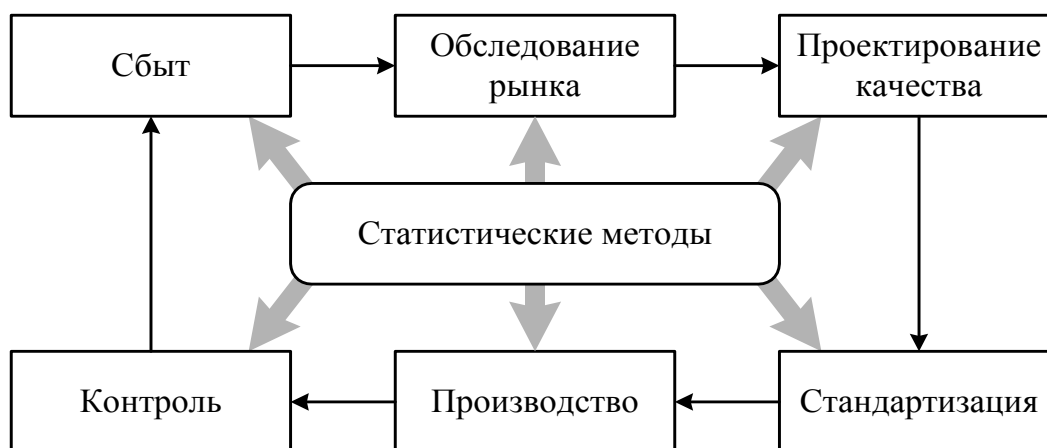 Сбыт
Обследование
рынка
Проектирование
качества
Статистические методы
Контроль
Производство
Стандартизация